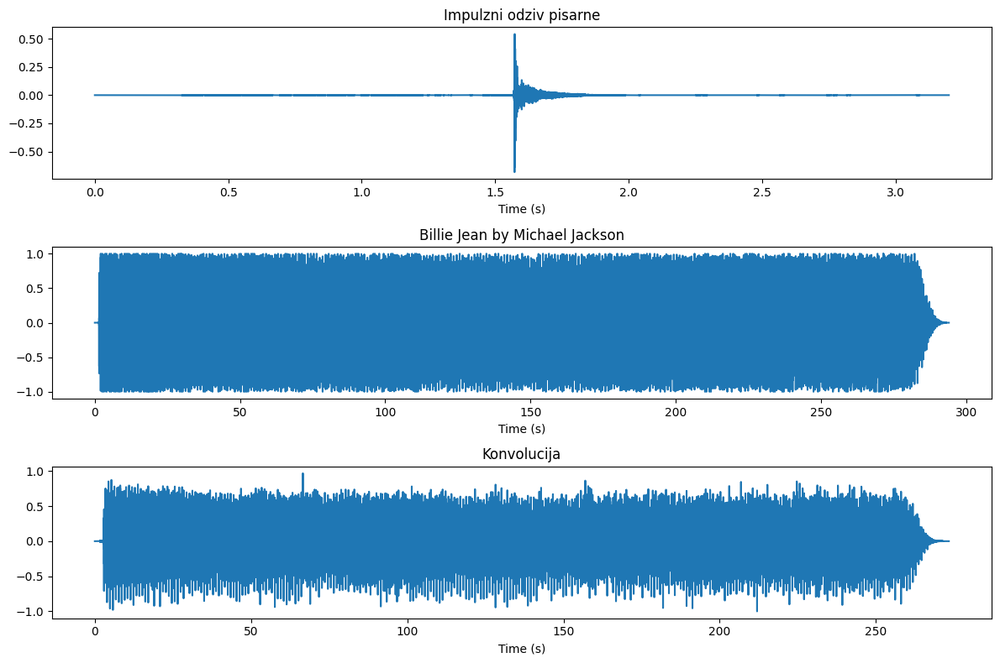 Impulzni odziv pisarne
0.50
0.25
0.00
−0.25
−0.50
0.0 0.5 1.0 1.5 2.0 2.5 3.0
Time (s)
Billie Jean by Michael Jackson
1.0
0.5
0.0
−0.5
−1.0
0 50 100 150 200 250 300
Time (s)
Konvolucija
1.0
0.5
0.0
−0.5
−1.0
0 50 100 150 200 250
Time (s)